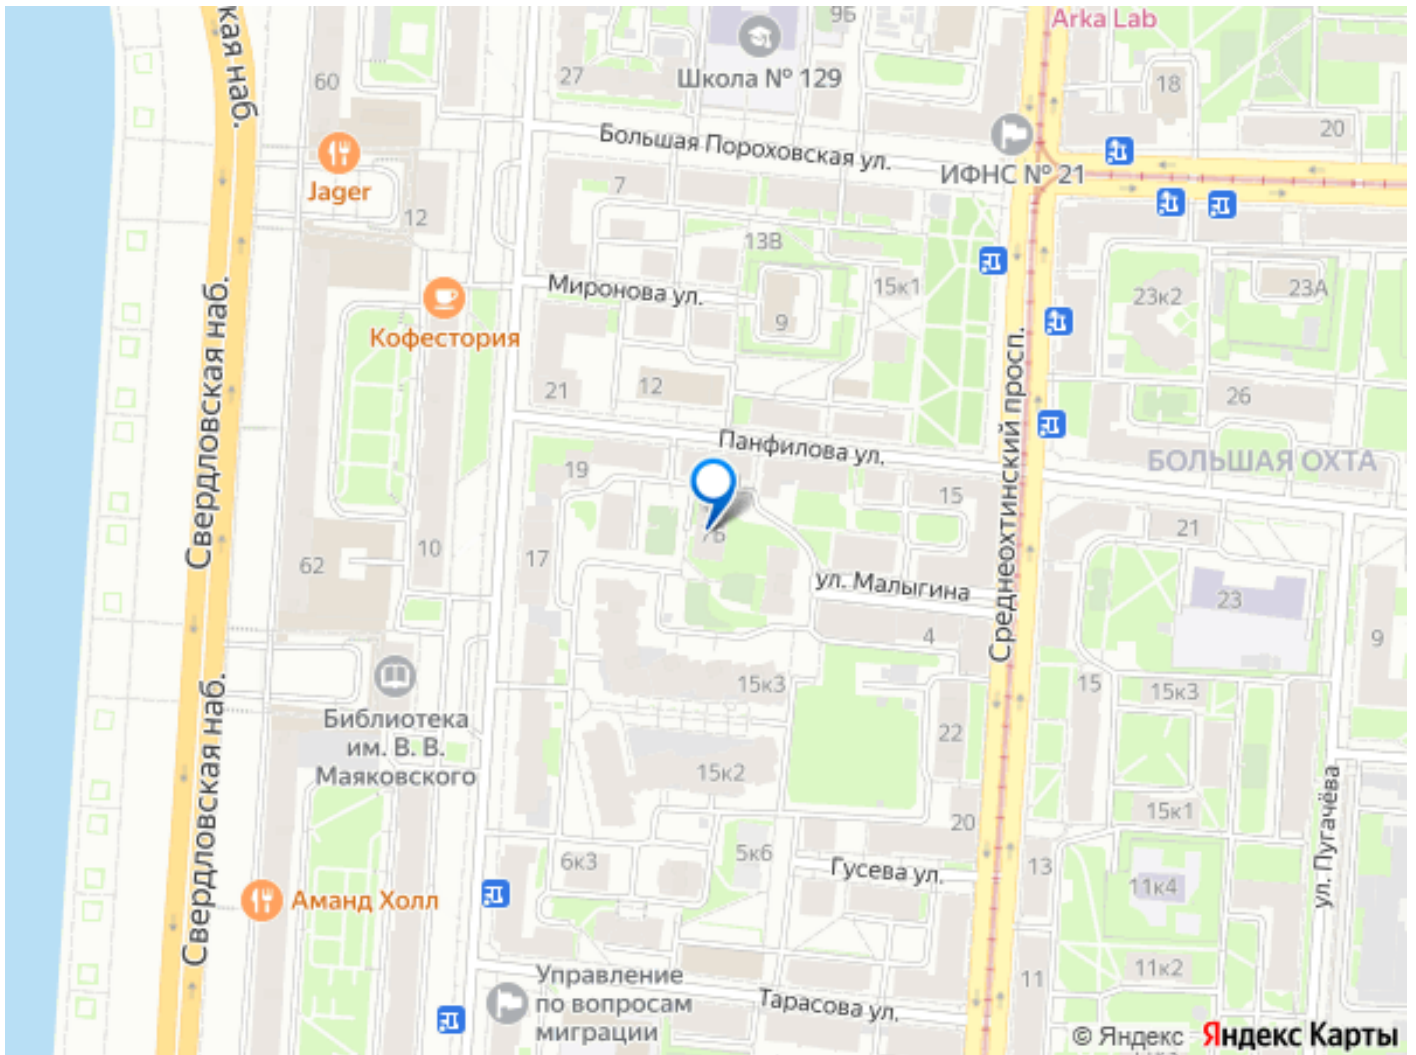 кая наб.
60
27
Школа № 129
9Б
Arka Lab
18
20
Большая Пороховская ул.
ИФНС № 21
Jager
12
7
13В
Миронова ул.
9
15к1
23к2
23А
Кофестория
Свердловская наб.
21
12
26
Панфилова ул.
Среднеохтинский просп.
БОЛЬШАЯ ОХТА
19
15
21
7Б
62
10
17
ул. Малыгина
4
23
9
15к3
15
15к3
Библиотека
им. В. В.
Маяковского
22
15к2
Свердловская наб.
15к1
20
ул. Пугачёва
6к3
5к6
Гусева ул.
13
11к4
Аманд Холл
Управление
по вопросам
миграции
Тарасова ул.
11
11к2
© Яндекс Яндекс Карты